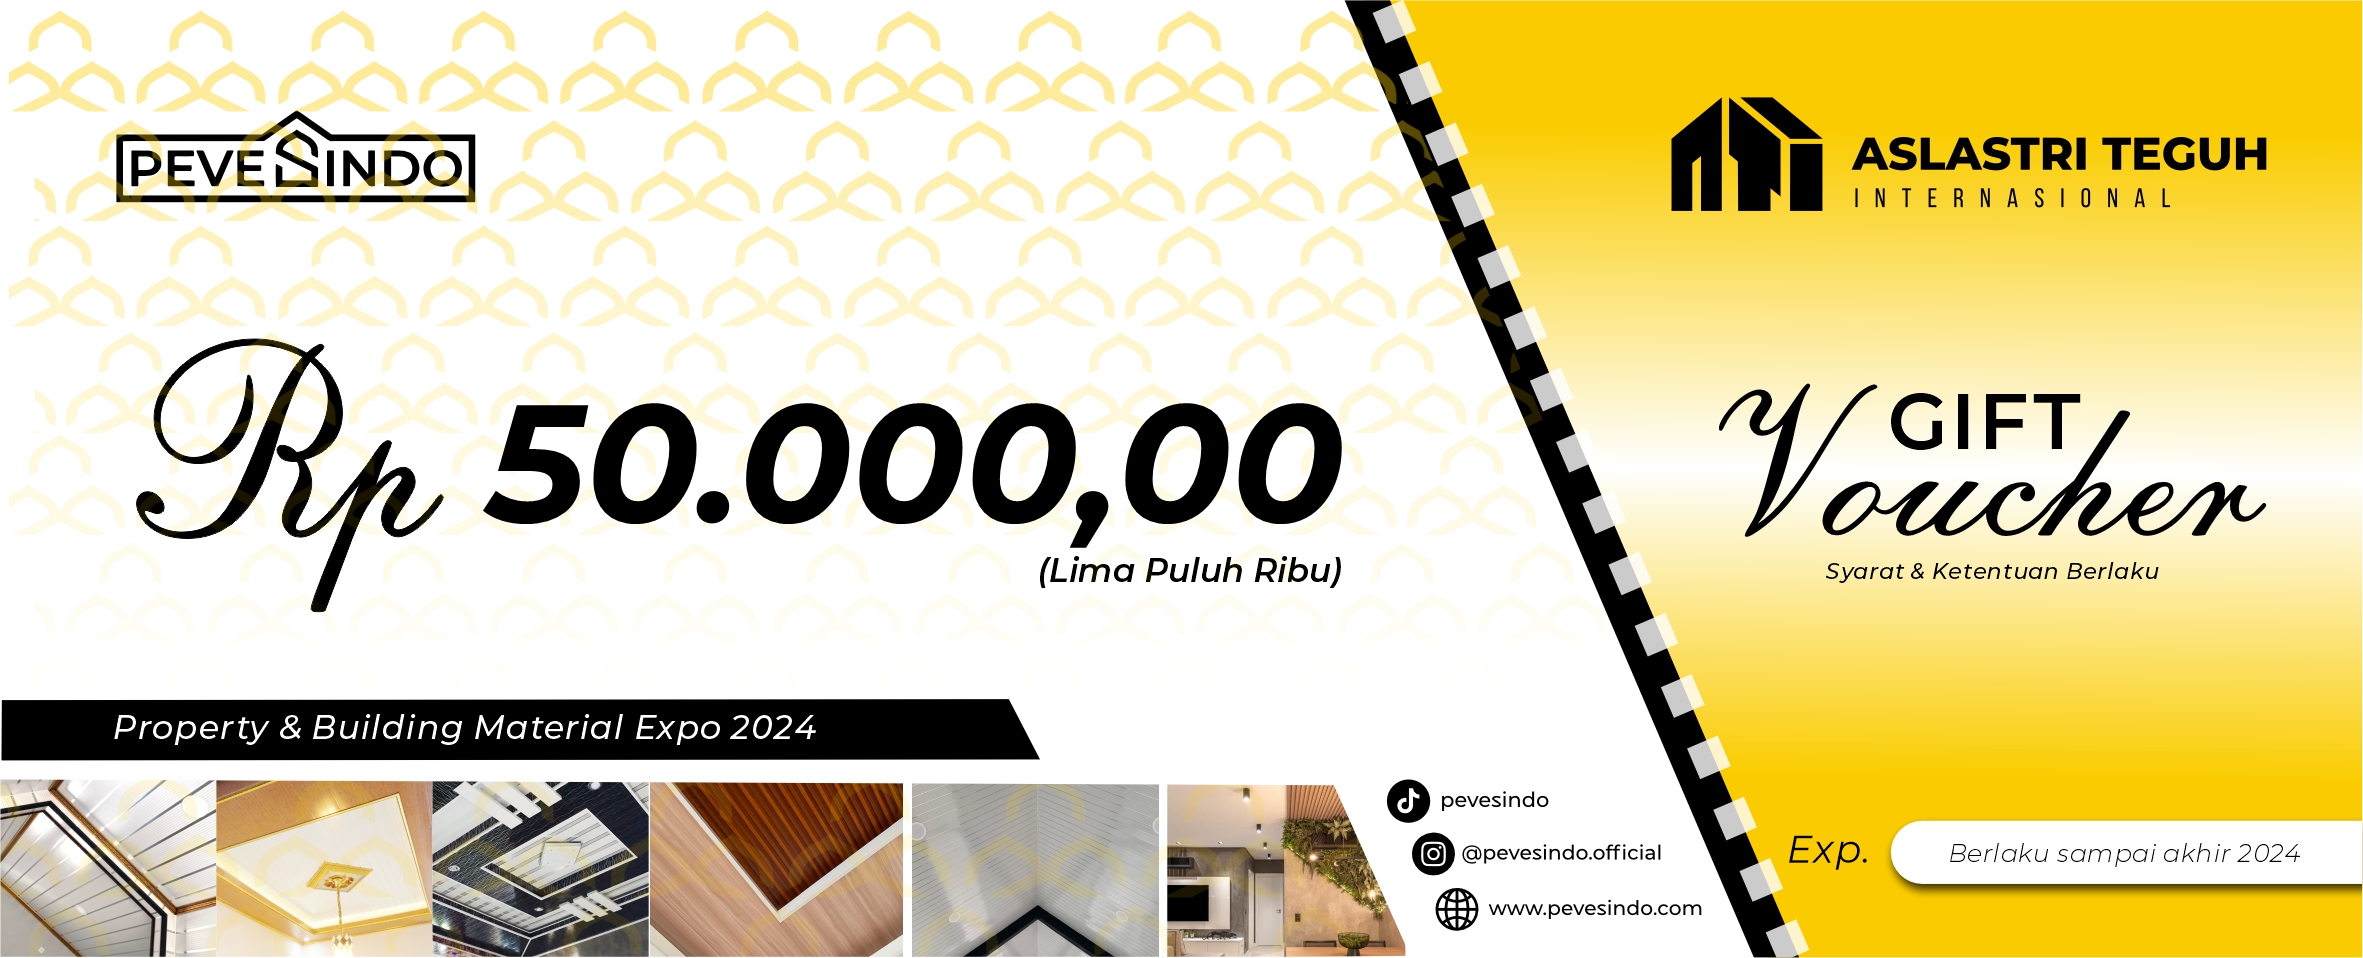 PEVESINDO
Rp 50.000,00
(Lima Puluh Ribu)
Property & Building Material Expo 2024
pevesindo
@pevesindo.official
www.pevesindo.com
ASLASTRI TEGUH
INTERNASIONAL
GIFT
Voucher
Syarat & Ketentuan Berlaku
Exp. Berlaku sampai akhir 2024